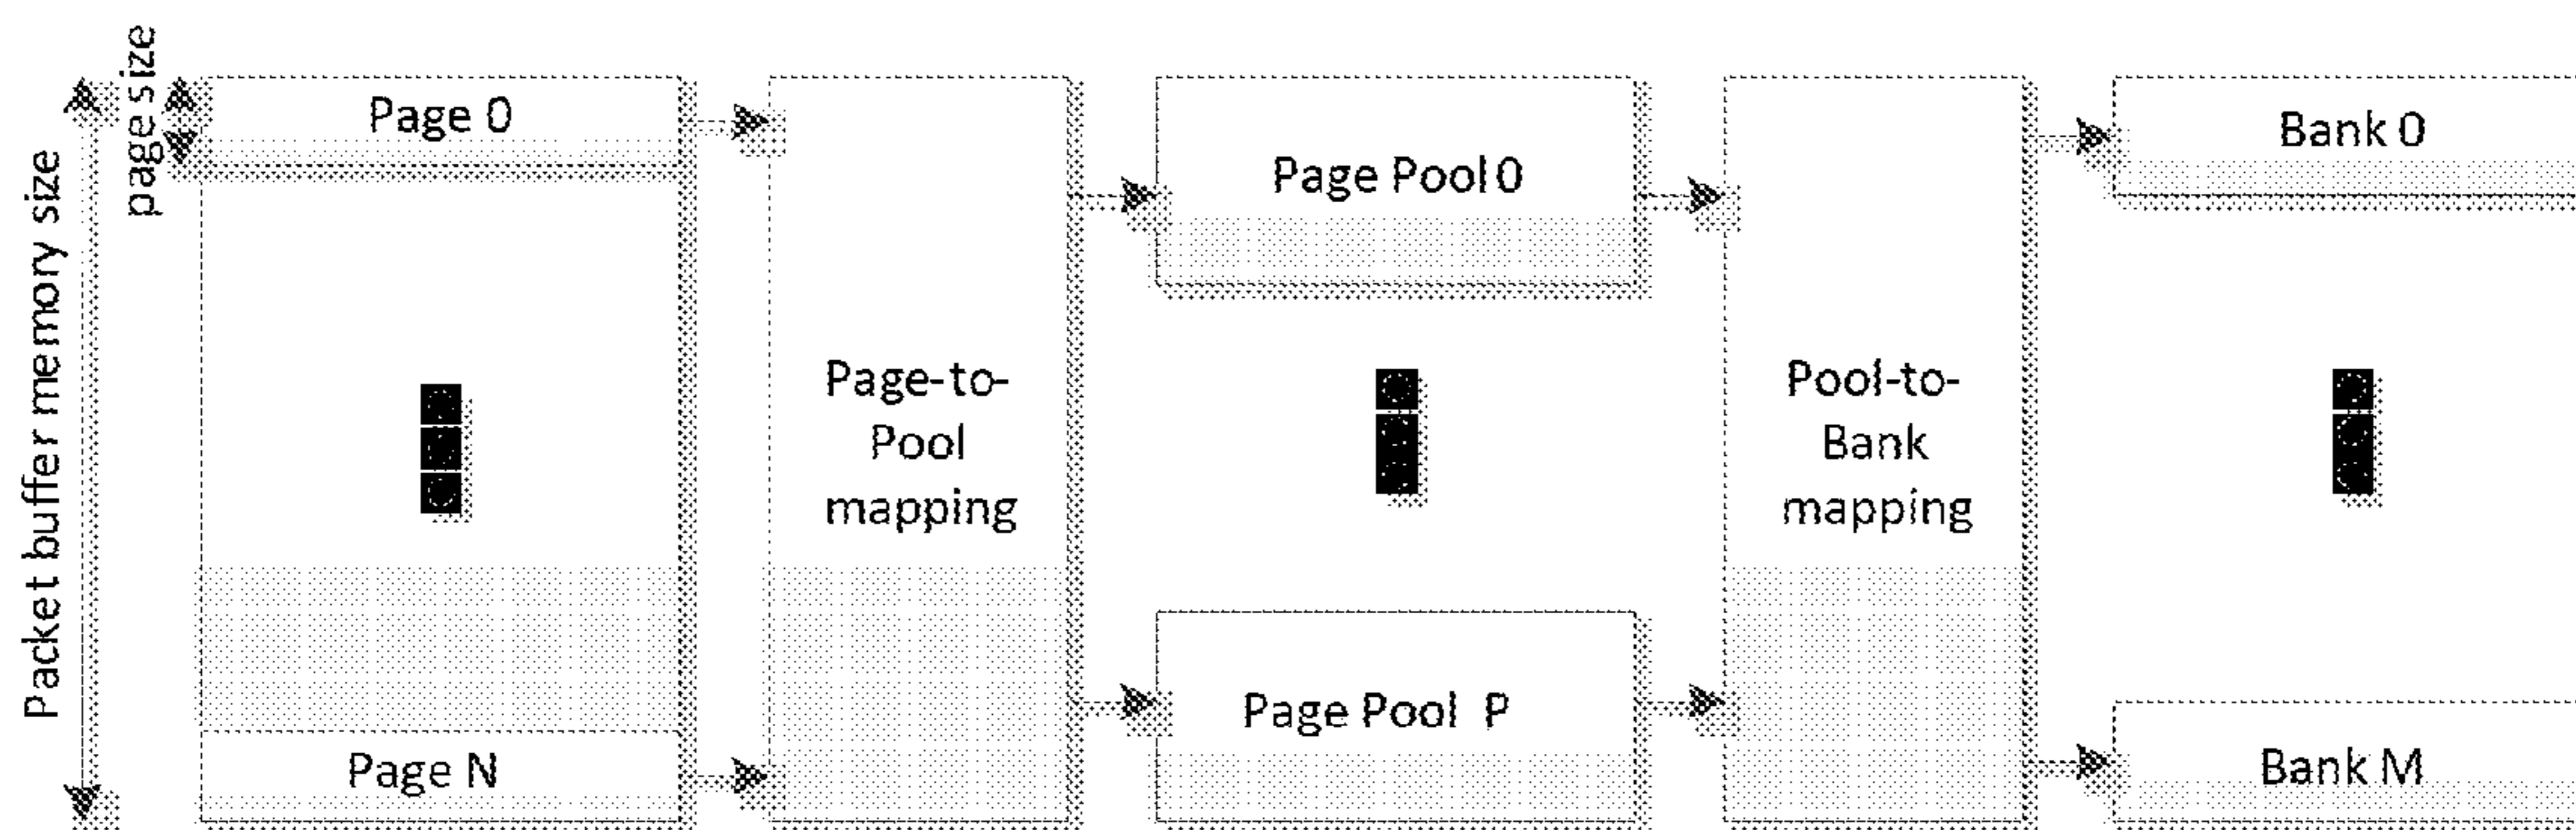 Packet buffer memory size
page size
Page 0
Page N
Page-to-
Pool
mapping
Page Pool 0
Page Pool P
Pool-to-
Bank
mapping
Bank 0
Bank M